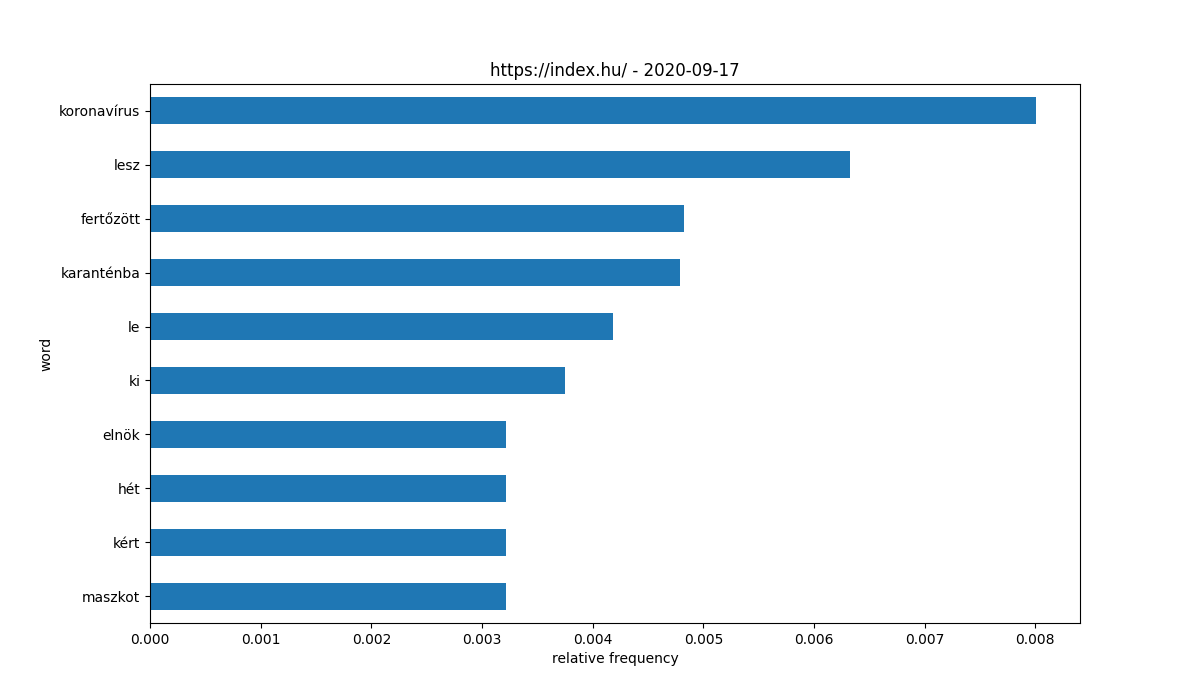 https://index.hu/ - 2020-09-17
koronavírus
lesz
fertőzött
karanténba
le
ki
elnök
hét
kért
maszkot
word
0.000 0.001 0.002 0.003 0.004 0.005 0.006 0.007 0.008
relative frequency